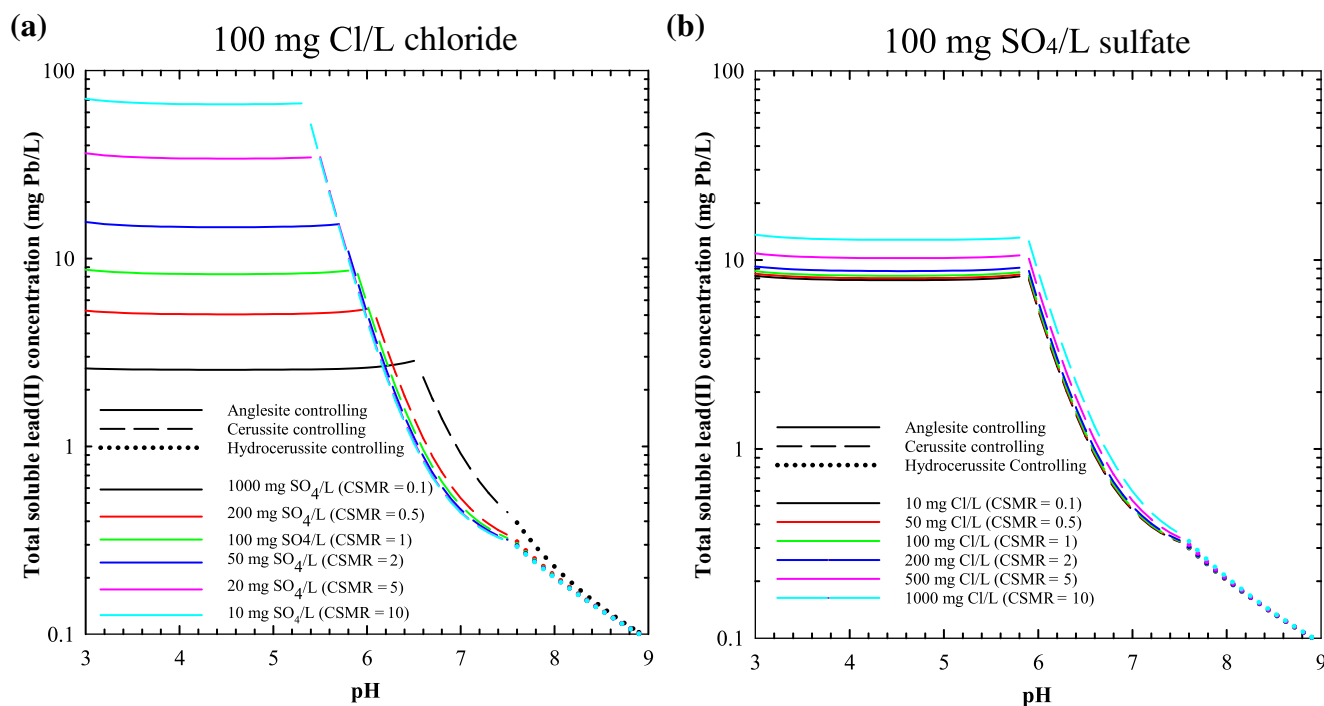 (a)
100 mg Cl/L chloride
Total soluble lead(II) concentration (mg Pb/L)
100
10
1
0.1
Anglesite controlling
Cerussite controlling
Hydrocerussite controlling
1000 mg SO4/L (CSMR = 0.1)
200 mg SO4/L (CSMR = 0.5)
100 mg SO4/L (CSMR = 1)
50 mg SO4/L (CSMR = 2)
20 mg SO4/L (CSMR = 5)
10 mg SO4/L (CSMR = 10)
3 4 5 6 7 8 9
pH
(b)
100 mg SO4/L sulfate
Total soluble lead(II) concentration (mg Pb/L)
100
10
1
0.1
Anglesite controlling
Cerussite controlling
Hydrocerussite Controlling
10 mg Cl/L (CSMR = 0.1)
50 mg Cl/L (CSMR = 0.5)
100 mg Cl/L (CSMR = 1)
200 mg Cl/L (CSMR = 2)
500 mg Cl/L (CSMR = 5)
1000 mg Cl/L (CSMR = 10)
3 4 5 6 7 8 9
pH